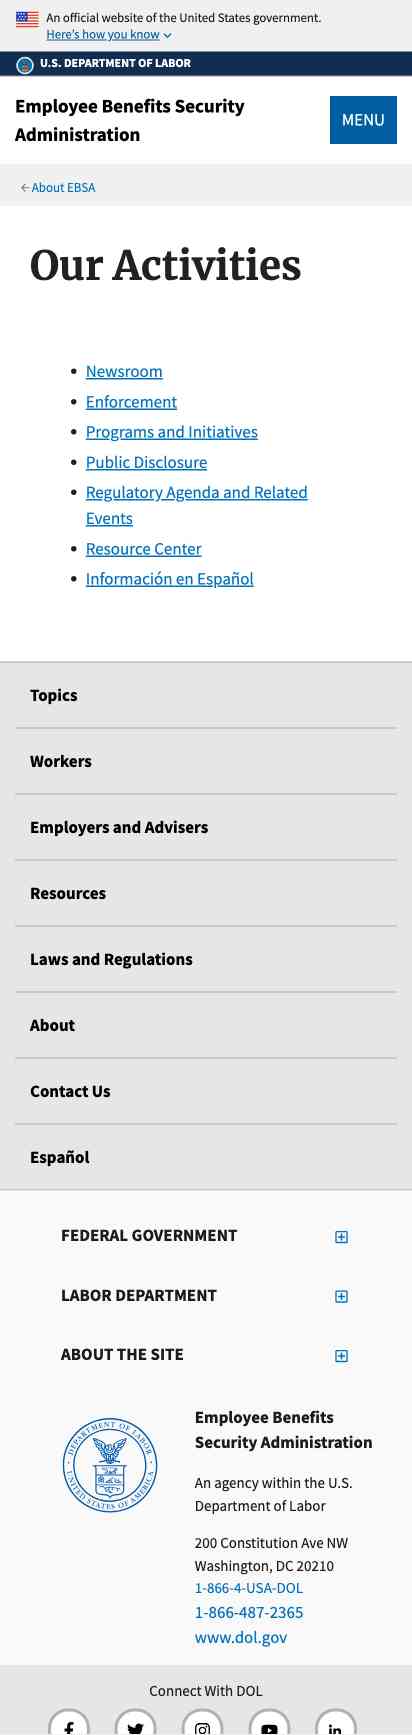 An official website of the United States government.
Here's how you know
U.S. DEPARTMENT OF LABOR
Employee Benefits Security
Administration
MENU
About EBSA
Our Activities
Newsroom
Enforcement
Programs and Initiatives
Public Disclosure
Regulatory Agenda and Related
Events
Resource Center
Información en Español
Topics
Workers
Employers and Advisers
Resources
Laws and Regulations
About
Contact Us
Español
FEDERAL GOVERNMENT
LABOR DEPARTMENT
ABOUT THE SITE
DEPARTMENT OF LABOR
UNITED STATES OF AMERICA
Employee Benefits
Security Administration
An agency within the U.S.
Department of Labor
200 Constitution Ave NW
Washington, DC 20210
1-866-4-USA-DOL
1-866-487-2365
www.dol.gov
Connect With DOL